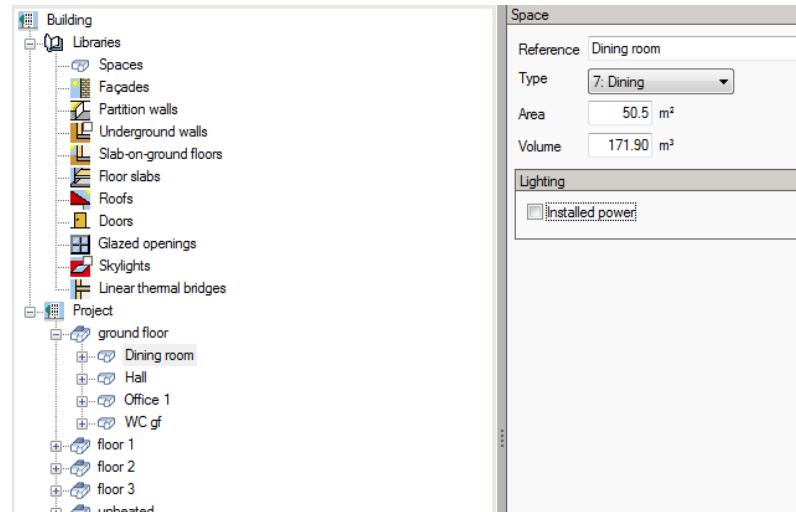 Building
Libraries
Spaces
Façades
Partition walls
Underground walls
Slab-on-ground floors
Floor slabs
Roofs
Doors
Glazed openings
Skylights
Linear thermal bridges
Project
ground floor
Dining room
Hall
Office 1
WC gf
floor 1
floor 2
floor 3
unheated
Space
Reference Dining room
Type 7: Dining
Area 50.5 m²
Volume 171.90 m³
Lighting
Installed power